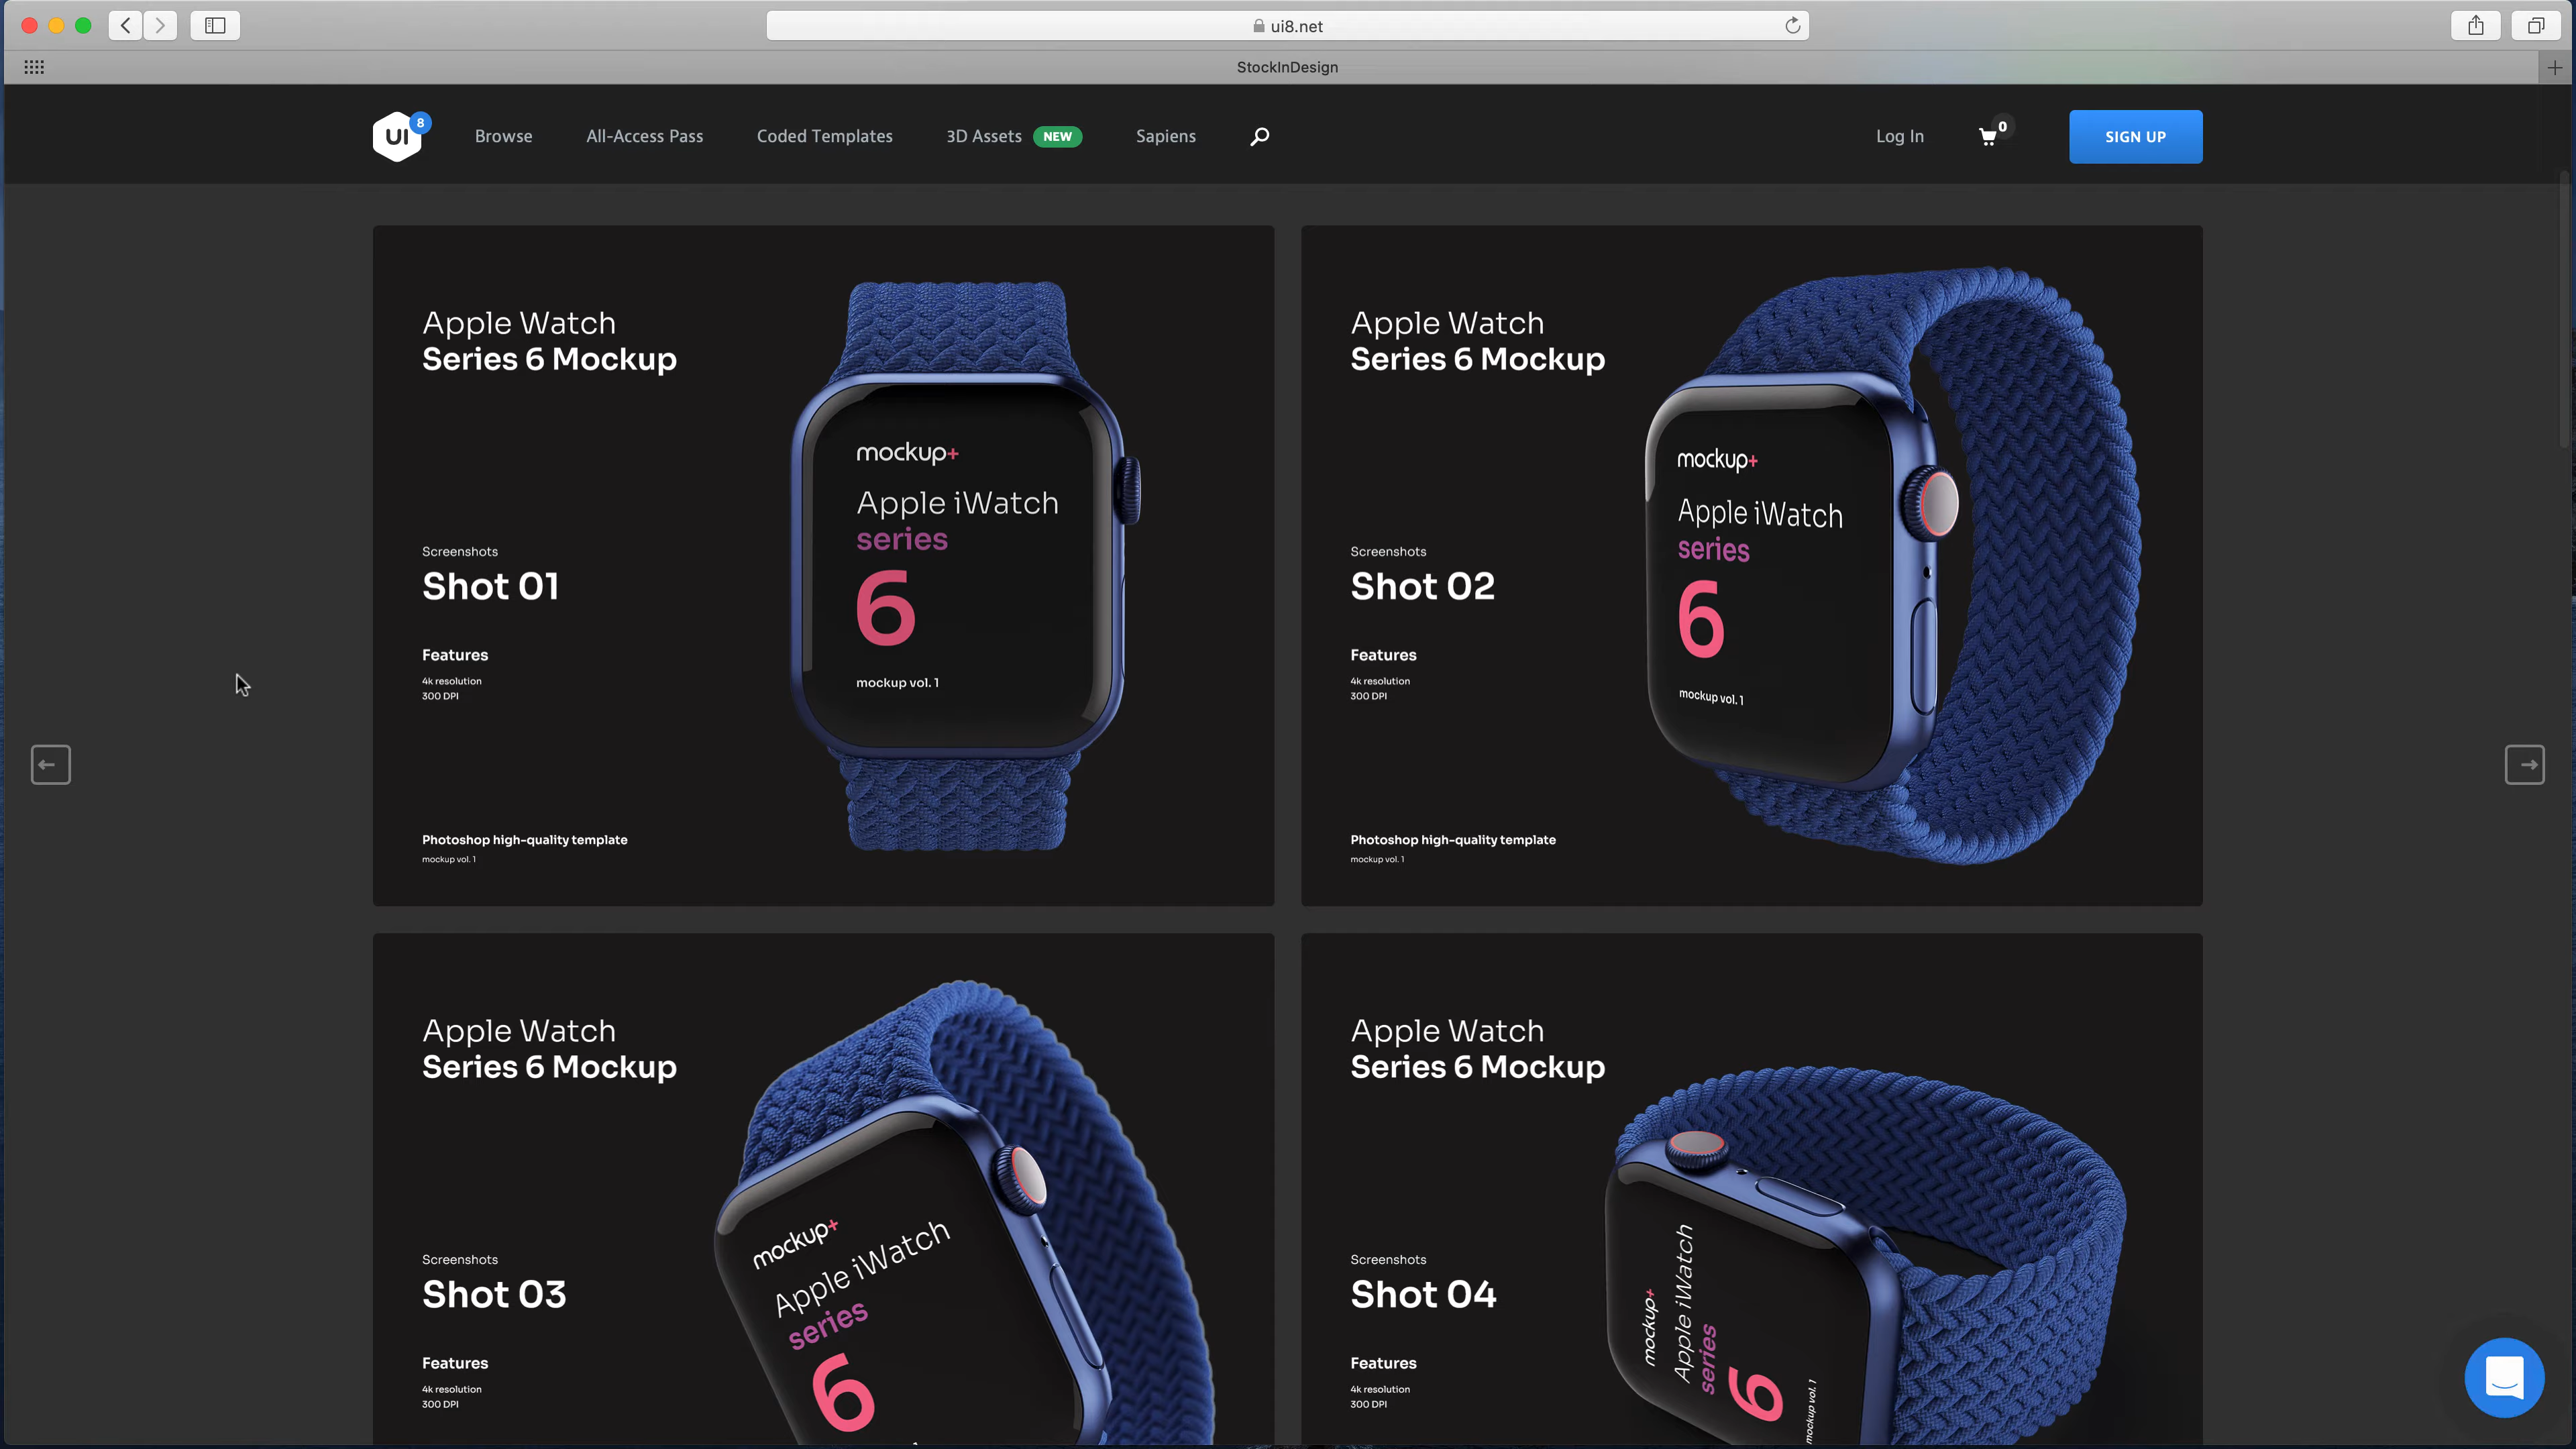 ui8.net
StockInDesign
UI 8
Browse
All-Access Pass
Coded Templates
3D Assets NEW
Sapiens
Log In
0
SIGN UP
Apple Watch
Series 6 Mockup
Screenshots
Shot 01
Features
4k resolution
300 DPI
Photoshop high-quality template
mockup vol. 1
mockup+
Apple iWatch
series
6
mockup vol. 1
Apple Watch
Series 6 Mockup
Screenshots
Shot 02
Features
4k resolution
300 DPI
Photoshop high-quality template
mockup vol. 1
mockup+
Apple iWatch
series
6
mockup vol. 1
Apple Watch
Series 6 Mockup
Screenshots
Shot 03
Features
4k resolution
300 DPI
mockup+
Apple iWatch
series
6
Apple Watch
Series 6 Mockup
Screenshots
Shot 04
Features
4k resolution
300 DPI
mockup+
Apple iWatch
series
6
mockup vol. 1